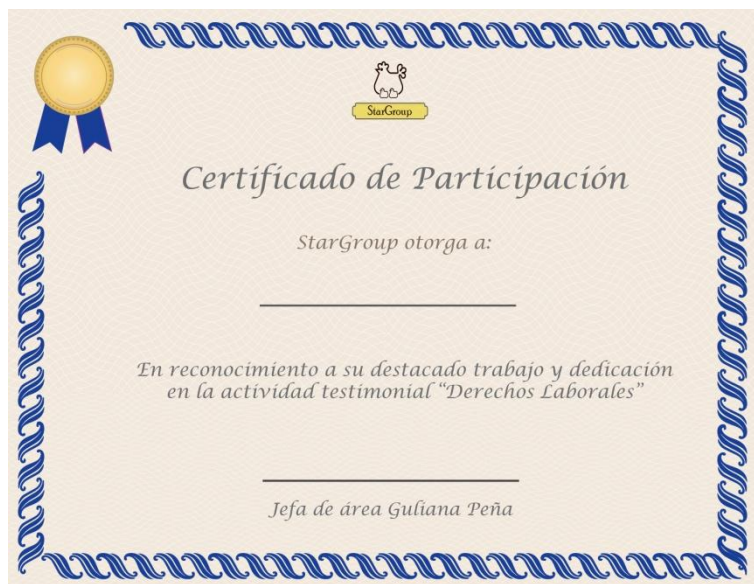 StarGroup
Certificado de Participación
StarGroup otorga a:
En reconocimiento a su destacado trabajo y dedicación
en la actividad testimonial “Derechos Laborales”
Jefa de área Guliana Peña